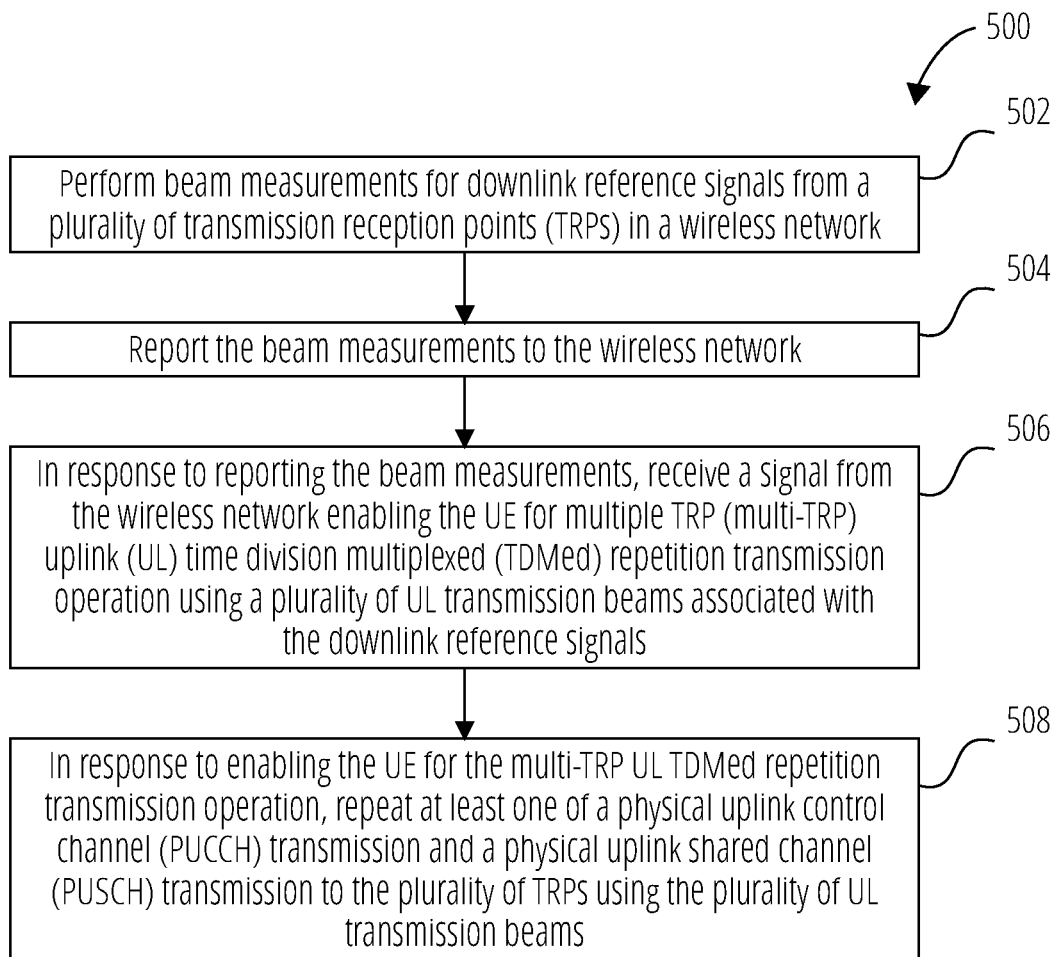 500
502
Perform beam measurements for downlink reference signals from a
plurality of transmission reception points (TRPs) in a wireless network
504
Report the beam measurements to the wireless network
506
In response to reporting the beam measurements, receive a signal from
the wireless network enabling the UE for multiple TRP (multi-TRP)
uplink (UL) time division multiplexed (TDMed) repetition transmission
operation using a plurality of UL transmission beams associated with
the downlink reference signals
508
In response to enabling the UE for the multi-TRP UL TDMed repetition
transmission operation, repeat at least one of a physical uplink control
channel (PUCCH) transmission and a physical uplink shared channel
(PUSCH) transmission to the plurality of TRPs using the plurality of UL
transmission beams